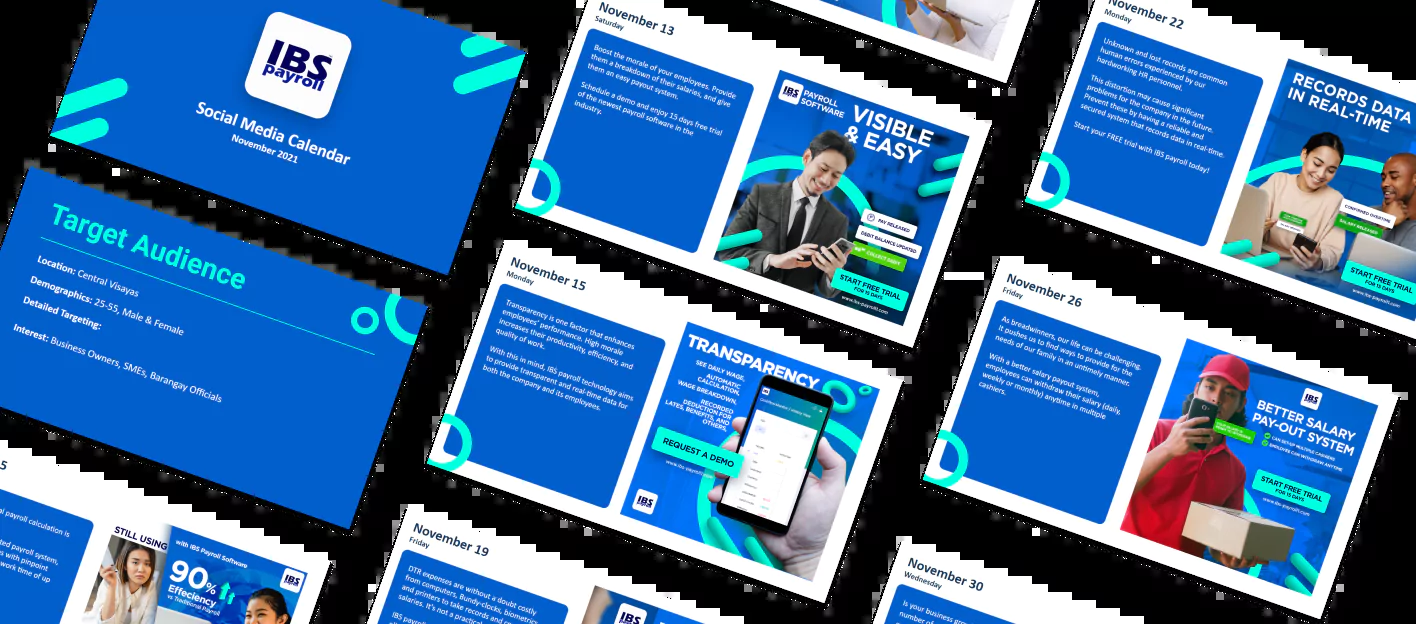 IBS
payroll
Social Media Calendar
November 2021
Target Audience
Location: Central Visayas
Demographics: 25-55, Male & Female
Detailed Targeting:
Interest: Business Owners, SMEs, Barangay Officials
5
al payroll calculation is
ted payroll system,
s with pinpoint
work time of up
STILL USING
with IBS Payroll Software
90%
Effeciency
vs Traditional Payroll
IBS
November 13
Saturday
Boost the morale of your employees. Provide
them a breakdown of their salaries, and give
them an easy payout system.
Schedule a demo and enjoy 15 days free trial
of the newest payroll software in the
industry.
IBS
PAYROLL
SOFTWARE
VISIBLE
& EASY
PAY RELEASED
DEBIT BALANCE UPDATED
COLLECT DEBIT
START FREE TRIAL
FOR 15 DAYS
www.ibs-payroll.com
November 15
Monday
Transparency is one factor that enhances
employees' performance. High morale
increases their productivity, efficiency, and
quality of work.
With this in mind, IBS payroll technology aims
to provide transparent and real-time data for
both the company and its employees.
TRANSPARENCY
SEE DAILY WAGE,
AUTOMATIC
CALCULATION,
WAGE BREAKDOWN,
RECORDED
DEDUCTION FOR
LATES, BENEFITS, AND
OTHERS,
REQUEST A DEMO
www.ibs-payroll.com
IBS
November 19
Friday
DTR expenses are without a doubt costly
from computers, Bundy-clocks, biometrics
and printers to take records and co
salaries. It's not a practical
IBS payroll
IBS
November 22
Monday
Unknown and lost records are common
human errors experienced by our
hardworking HR personnel.
This distortion may cause significant
problems for the company in the future.
Prevent these by having a reliable and
secured system that records data in real-time.
Start your FREE trial with IBS payroll today!
RECORDS DATA
IN REAL-TIME
CONFIRMED OVERTIME
SALARY RELEASED
START FREE TRIAL
FOR 15 DAYS
www.ibs-payroll.com
November 26
Friday
As breadwinners, our life can be challenging.
It pushes us to find ways to provide for the
needs of our family in an untimely manner.
With a better salary payout system,
employees can withdraw their salary (daily,
weekly or monthly) anytime in multiple
cashiers.
IBS
BETTER SALARY
PAY-OUT SYSTEM
CAN SETUP MULTIPLE CASHIERS
EMPLOYEE CAN WITHDRAW ANYTIME
START FREE TRIAL
FOR 15 DAYS
www.ibs-payroll.com
November 30
Wednesday
Is your business grow
number of